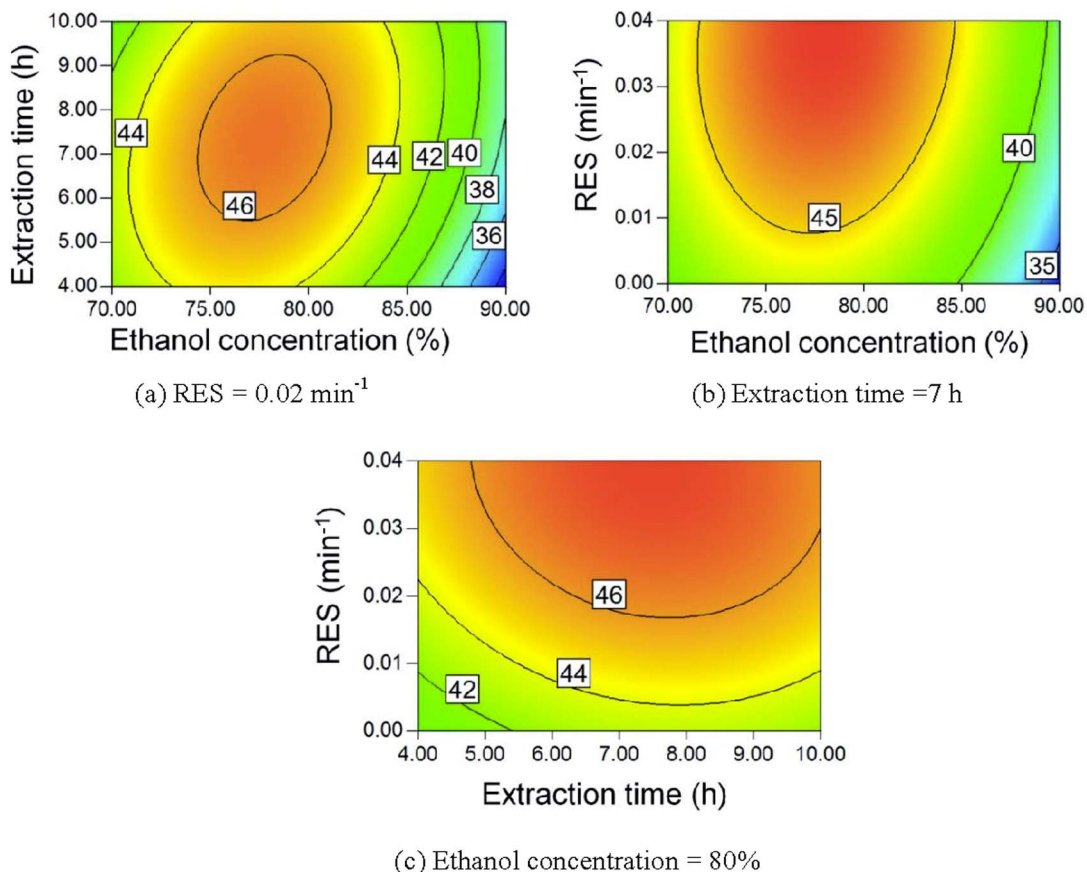 Extraction time (h)
10.00
9.00
8.00
7.00
6.00
5.00
4.00
44
46
44
42
40
38
36
70.00 75.00 80.00 85.00 90.00
Ethanol concentration (%)
(a) RES = 0.02 min⁻¹
RES (min⁻¹)
0.04
0.03
0.02
0.01
0.00
45
40
35
70.00 75.00 80.00 85.00 90.00
Ethanol concentration (%)
(b) Extraction time =7 h
RES (min⁻¹)
0.04
0.03
0.02
0.01
0.00
46
44
42
4.00 5.00 6.00 7.00 8.00 9.00 10.00
Extraction time (h)
(c) Ethanol concentration = 80%